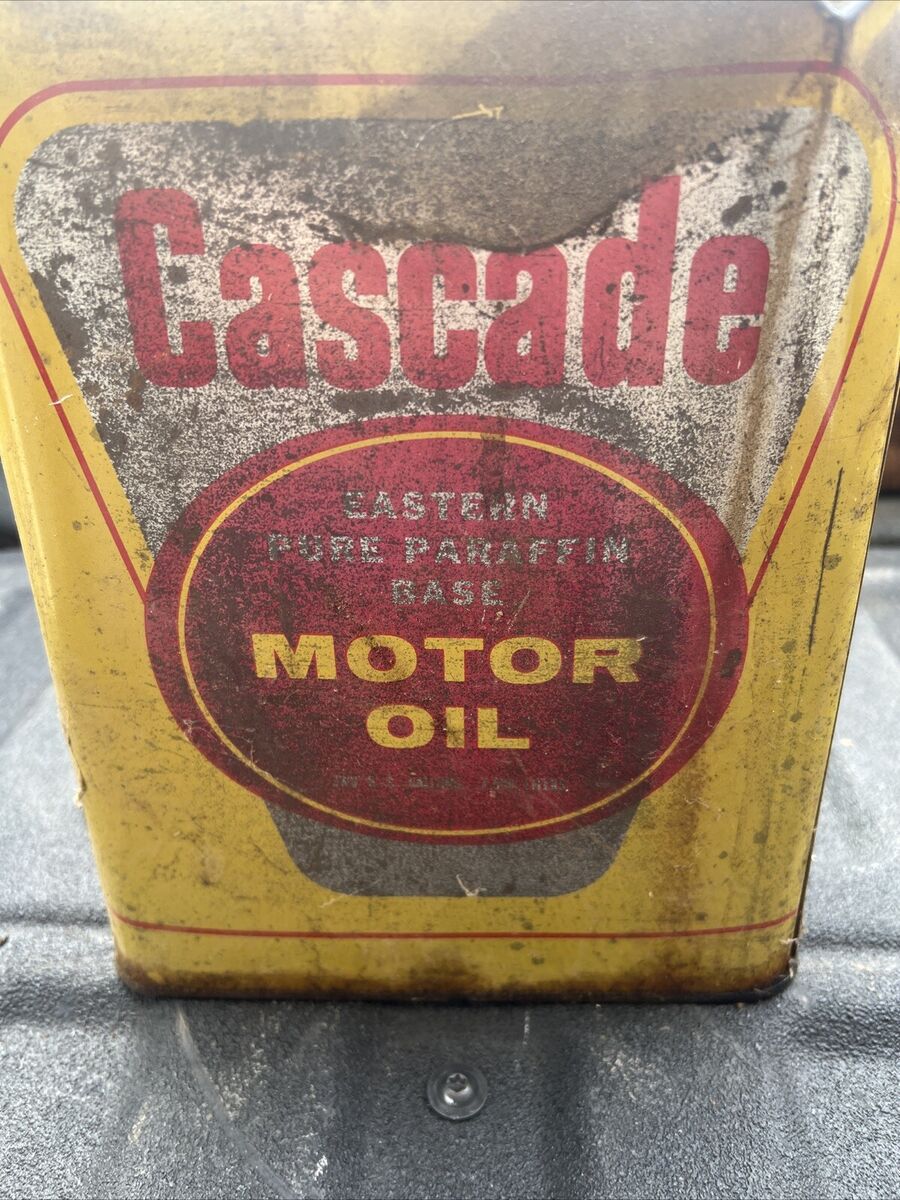 Cascade
EASTERN
PURE PARAFFIN
BASE
MOTOR
OIL